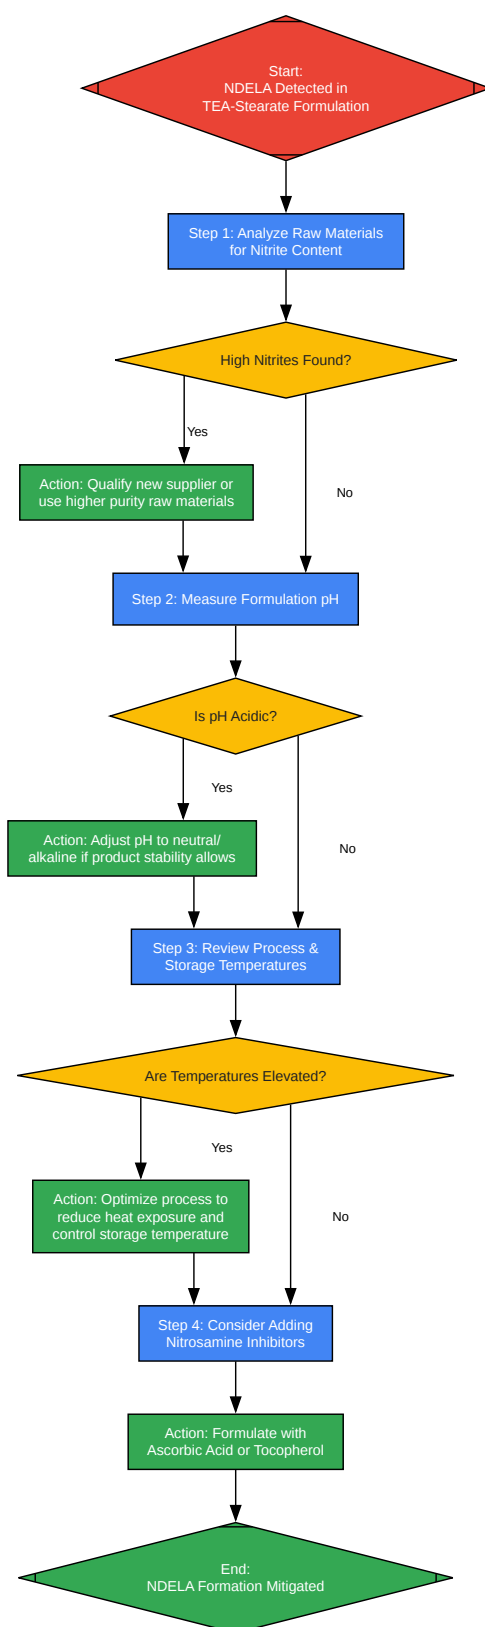 Start:
NDELA Detected in
TEA-Stearate Formulation
Step 1: Analyze Raw Materials
for Nitrite Content
High Nitrites Found?
Yes
Action: Qualify new supplier or
use higher purity raw materials
No
Step 2: Measure Formulation pH
Is pH Acidic?
Yes
Action: Adjust pH to neutral/
alkaline if product stability allows
No
Step 3: Review Process &
Storage Temperatures
Are Temperatures Elevated?
Yes
Action: Optimize process to
reduce heat exposure and
control storage temperature
No
Step 4: Consider Adding
Nitrosamine Inhibitors
Action: Formulate with
Ascorbic Acid or Tocopherol
End:
NDELA Formation Mitigated